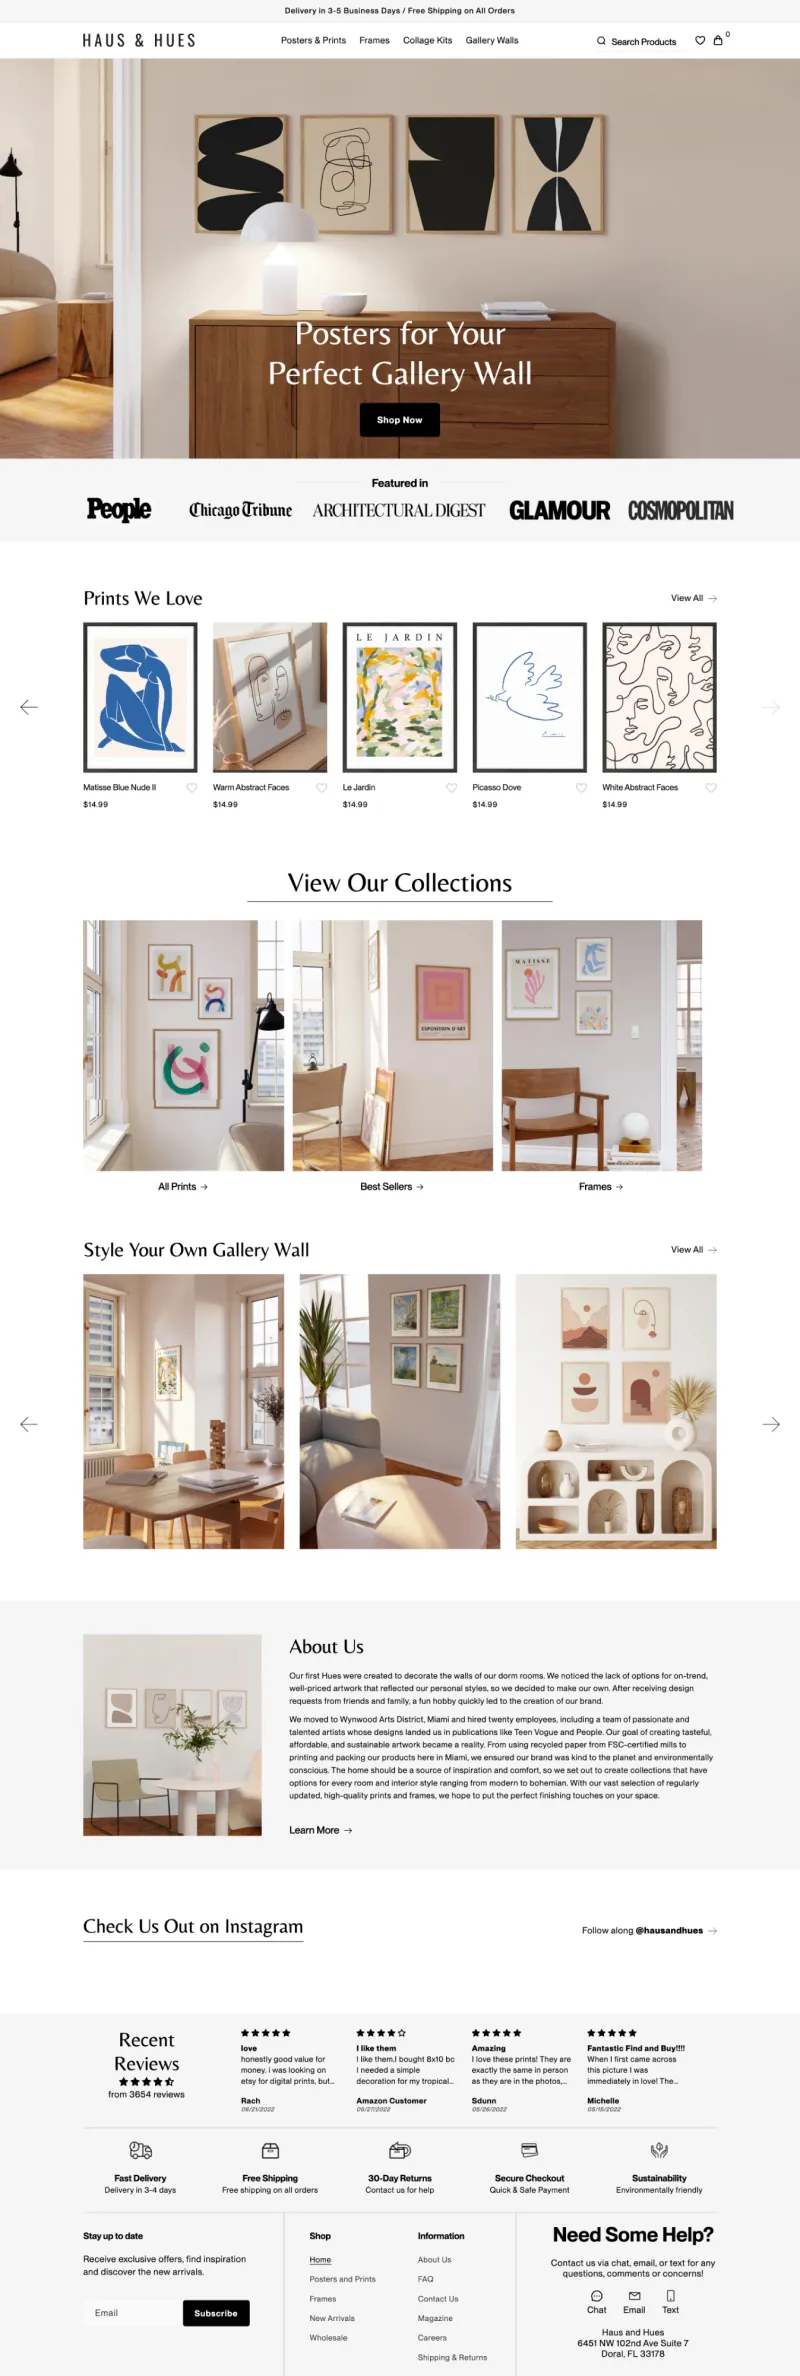 Delivery in 3-5 Business Days / Free Shipping on All Orders
HAUS & HUES
Posters & Prints
Frames
Collage Kits
Gallery Walls
Search Products
0
Posters for Your
Perfect Gallery Wall
Shop Now
Featured in
People
Chicago Tribune
ARCHITECTURAL DIGEST
GLAMOUR
COSMOPOLITAN
Prints We Love
View All
LE JARDIN
Matisse Blue Nude II
$14.99
Warm Abstract Faces
$14.99
Le Jardin
$14.99
Picasso Dove
$14.99
White Abstract Faces
$14.99
View Our Collections
EXPOSITION D'ART
MATISSE
All Prints
Best Sellers
Frames
Style Your Own Gallery Wall
View All
About Us
Our first Hues were created to decorate the walls of our dorm rooms. We noticed the lack of options for on-trend,
well-priced artwork that reflected our personal styles, so we decided to make our own. After receiving design
requests from friends and family, a fun hobby quickly led to the creation of our brand.
We moved to Wynwood Arts District, Miami and hired twenty employees, including a team of passionate and
talented artists whose designs landed us in publications like Teen Vogue and People. Our goal of creating tasteful,
affordable, and sustainable artwork became a reality. From using recycled paper from FSC-certified mills to
printing and packing our products here in Miami, we ensured our brand was kind to the planet and environmentally
conscious. The home should be a source of inspiration and comfort, so we set out to create collections that have
options for every room and interior style ranging from modern to bohemian. With our vast selection of regularly
updated, high-quality prints and frames, we hope to put the perfect finishing touches on your space.
Learn More
Check Us Out on Instagram
Follow along @hausandhues
Recent
Reviews
from 3654 reviews
love
honestly good value for
money. i was looking on
etsy for digital prints, but...
Rach
06/21/2022
I like them
I like them.I bought 8x10 bc
I needed a simple
decoration for my tropical...
Amazon Customer
05/27/2022
Amazing
I love these prints! They are
exactly the same in person
as they are in the photos,...
Sdunn
05/26/2022
Fantastic Find and Buy!!!!
When I first came across
this picture I was
immediately in love! The...
Michelle
05/15/2022
Fast Delivery
Delivery in 3-4 days
Free Shipping
Free shipping on all orders
30-Day Returns
Contact us for help
Secure Checkout
Quick & Safe Payment
Sustainability
Environmentally friendly
Stay up to date
Receive exclusive offers, find inspiration
and discover the new arrivals.
Email
Subscribe
Shop
Home
Posters and Prints
Frames
New Arrivals
Wholesale
Information
About Us
FAQ
Contact Us
Magazine
Careers
Shipping & Returns
Need Some Help?
Contact us via chat, email, or text for any
questions, comments or concerns!
Chat
Email
Text
Haus and Hues
6451 NW 102nd Ave Suite 7
Doral, FL 33178